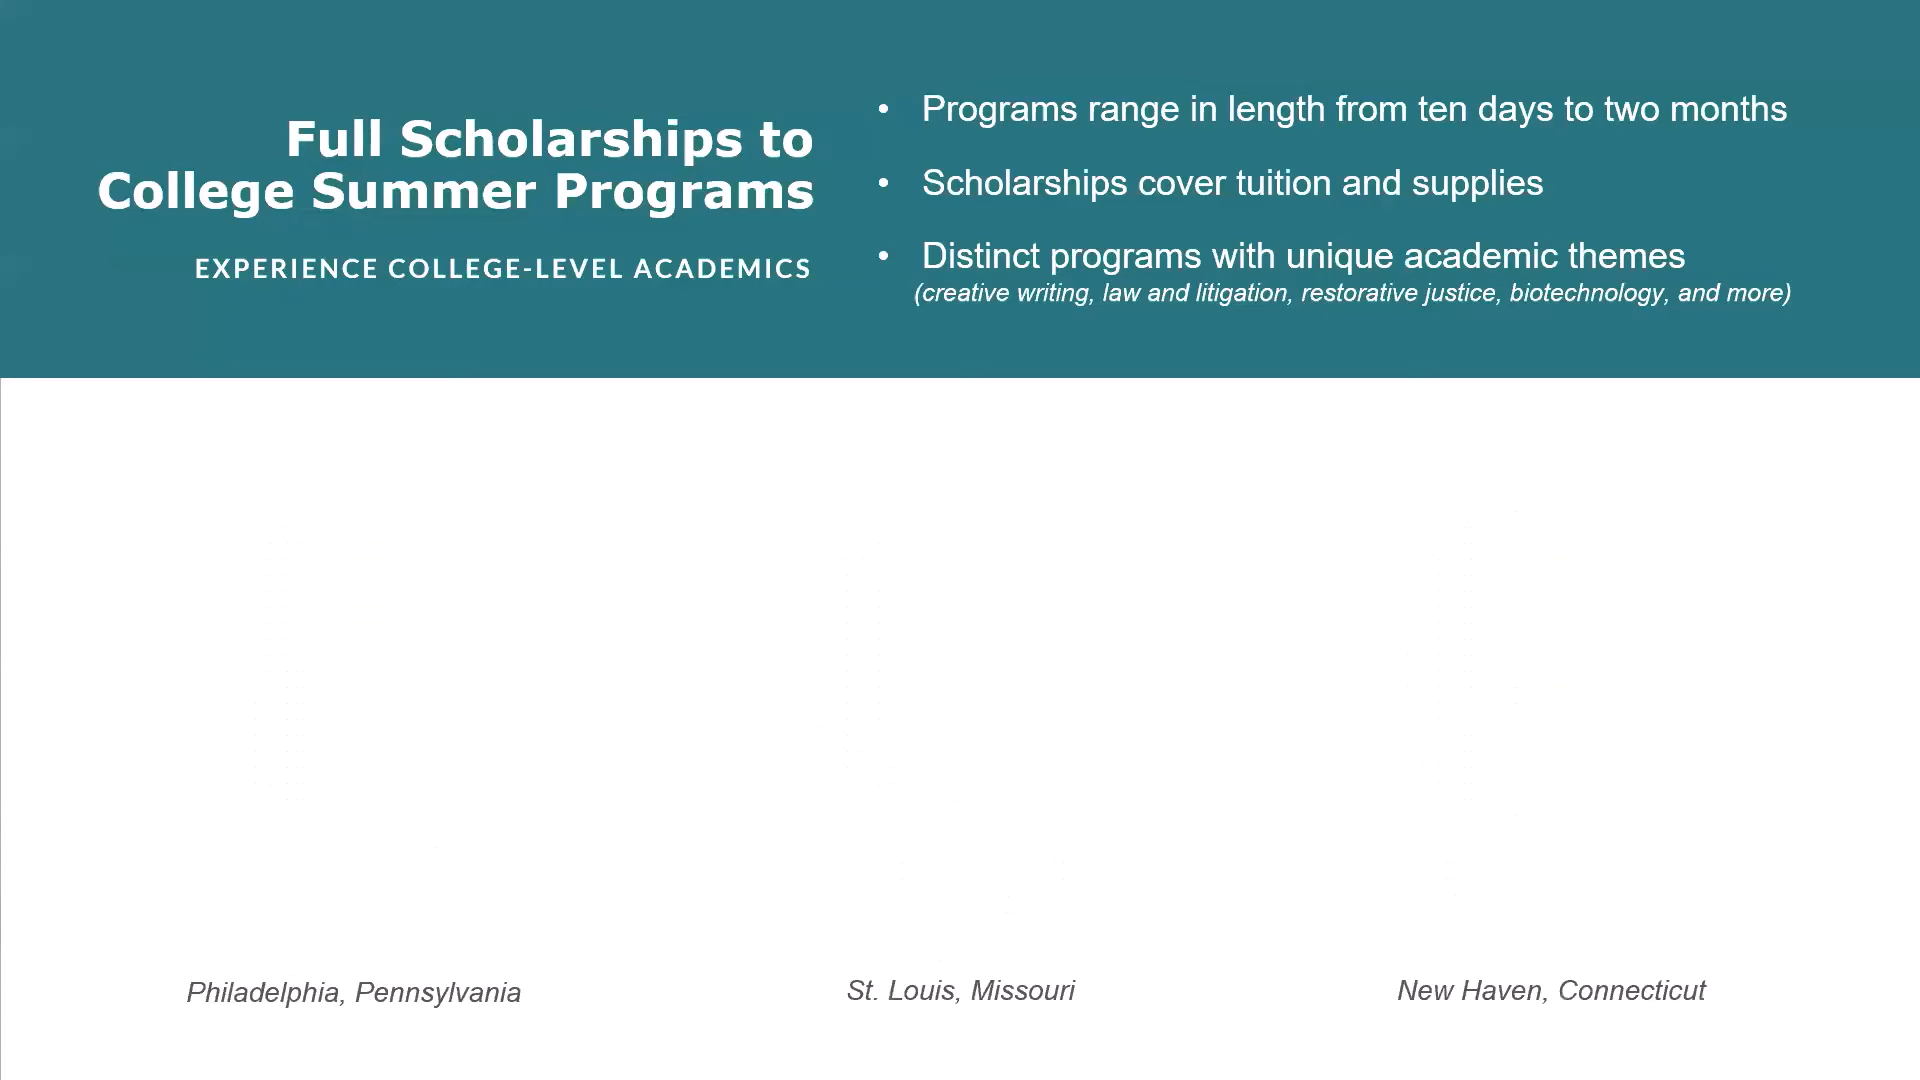 Full Scholarships to
College Summer Programs
EXPERIENCE COLLEGE-LEVEL ACADEMICS
• Programs range in length from ten days to two months
• Scholarships cover tuition and supplies
• Distinct programs with unique academic themes
(creative writing, law and litigation, restorative justice, biotechnology, and more)
Philadelphia, Pennsylvania
St. Louis, Missouri
New Haven, Connecticut